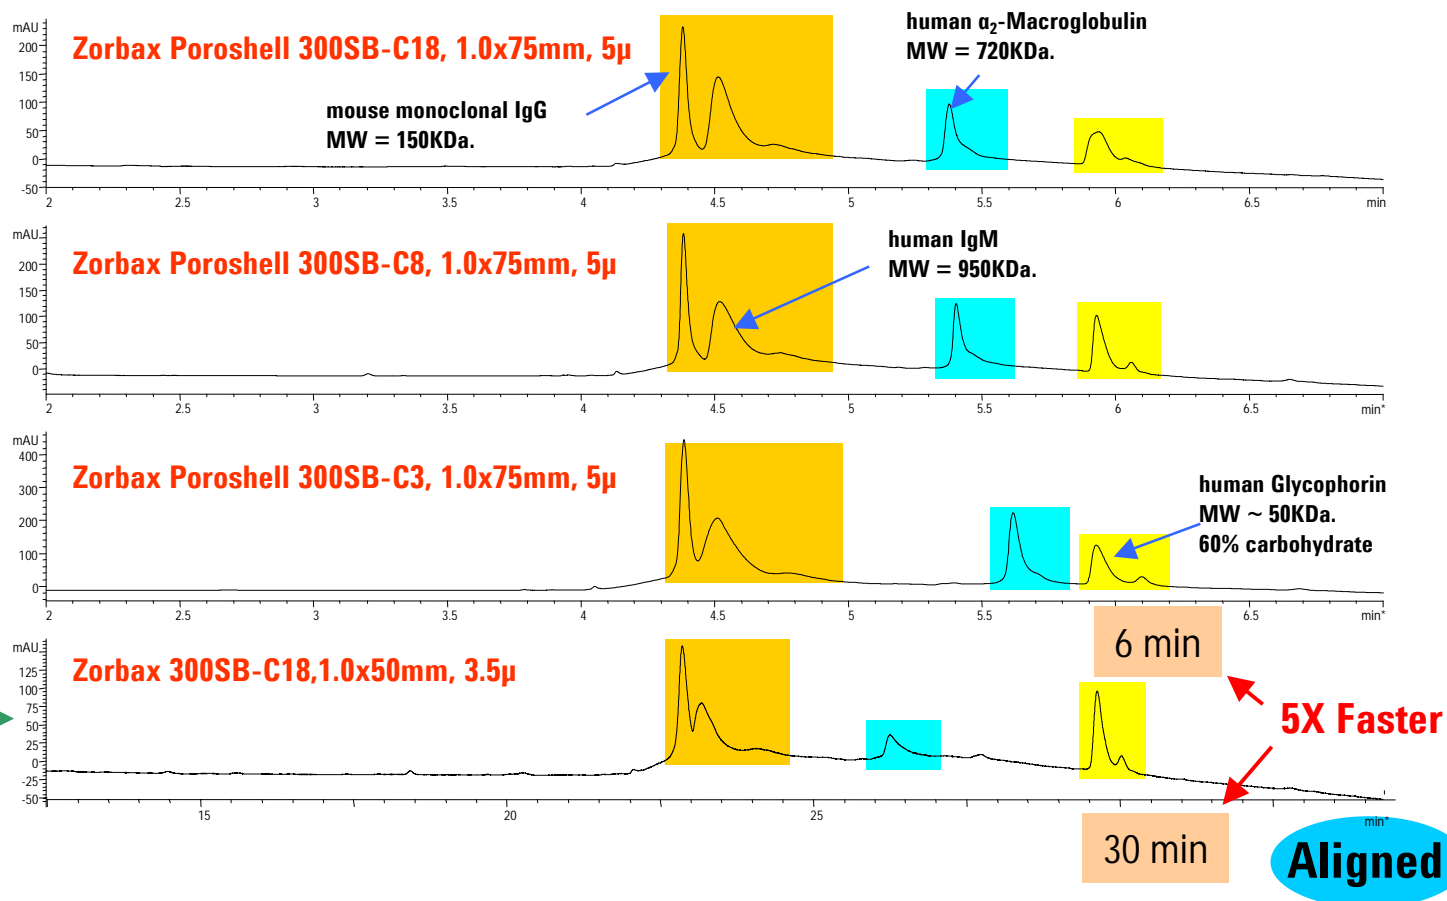 mAU
Zorbax Poroshell 300SB-C18, 1.0x75mm, 5µ
human α2-Macroglobulin
MW = 720KDa.
mouse monoclonal IgG
MW = 150KDa.
200
150
100
50
0
-50
2 2.5 3 3.5 4 4.5 5 5.5 6 6.5 min
mAU
Zorbax Poroshell 300SB-C8, 1.0x75mm, 5µ
human IgM
MW = 950KDa.
200
150
100
50
0
2 2.5 3 3.5 4 4.5 5 5.5 6 6.5 min*
mAU
Zorbax Poroshell 300SB-C3, 1.0x75mm, 5µ
human Glycophorin
MW ~ 50KDa.
60% carbohydrate
400
300
200
100
0
2 2.5 3 3.5 4 4.5 5 5.5 6 6.5 min*
6 min
mAU
Zorbax 300SB-C18,1.0x50mm, 3.5µ
5X Faster
125
100
75
50
25
0
-25
-50
15 20 25 min*
30 min
Aligned